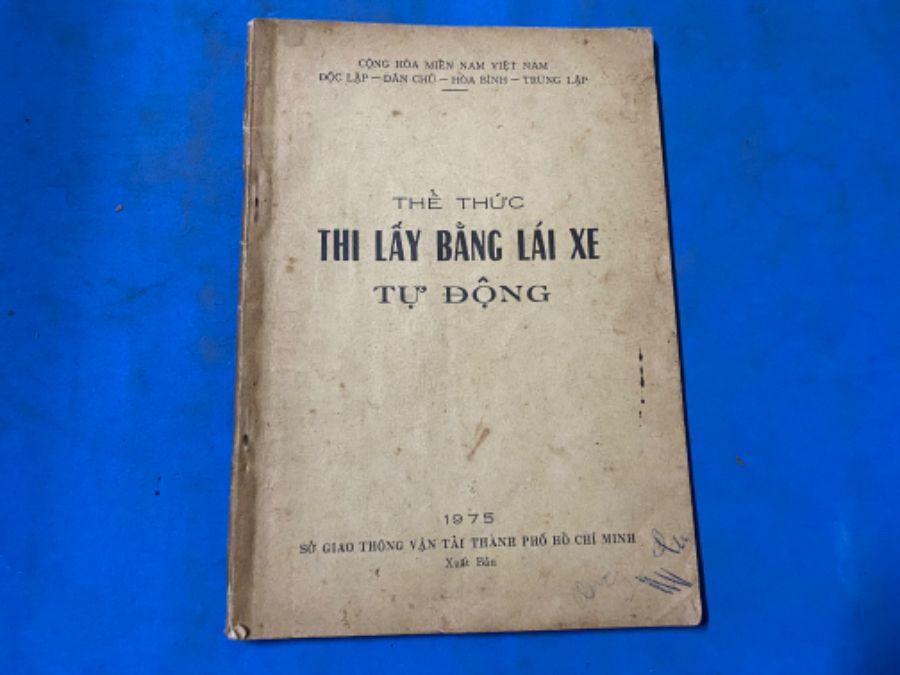 CỘNG HÒA MIỀN NAM VIỆT NAM
ĐỘC LẬP — DÂN CHỦ — HÒA BÌNH — TRUNG LẬP
THỂ THỨC
THI LẤY BẰNG LÁI XE
TỰ ĐỘNG
1975
SỞ GIAO THÔNG VẬN TẢI THÀNH PHỐ HỒ CHÍ MINH
Xuất Bản